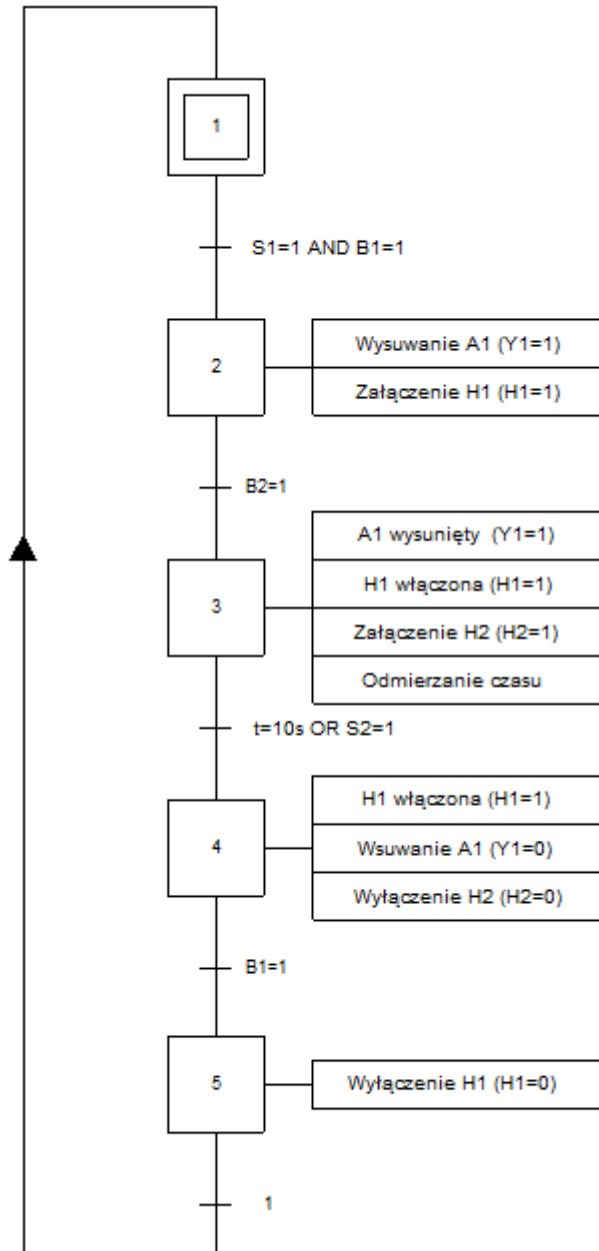 1
S1=1 AND B1=1
2
Wysuwanie A1 (Y1=1)
Załączenie H1 (H1=1)
B2=1
3
A1 wysunięty (Y1=1)
H1 włączona (H1=1)
Załączenie H2 (H2=1)
Odmierzanie czasu
t=10s OR S2=1
4
H1 włączona (H1=1)
Wsuwanie A1 (Y1=0)
Wyłączenie H2 (H2=0)
B1=1
5
Wyłączenie H1 (H1=0)
1